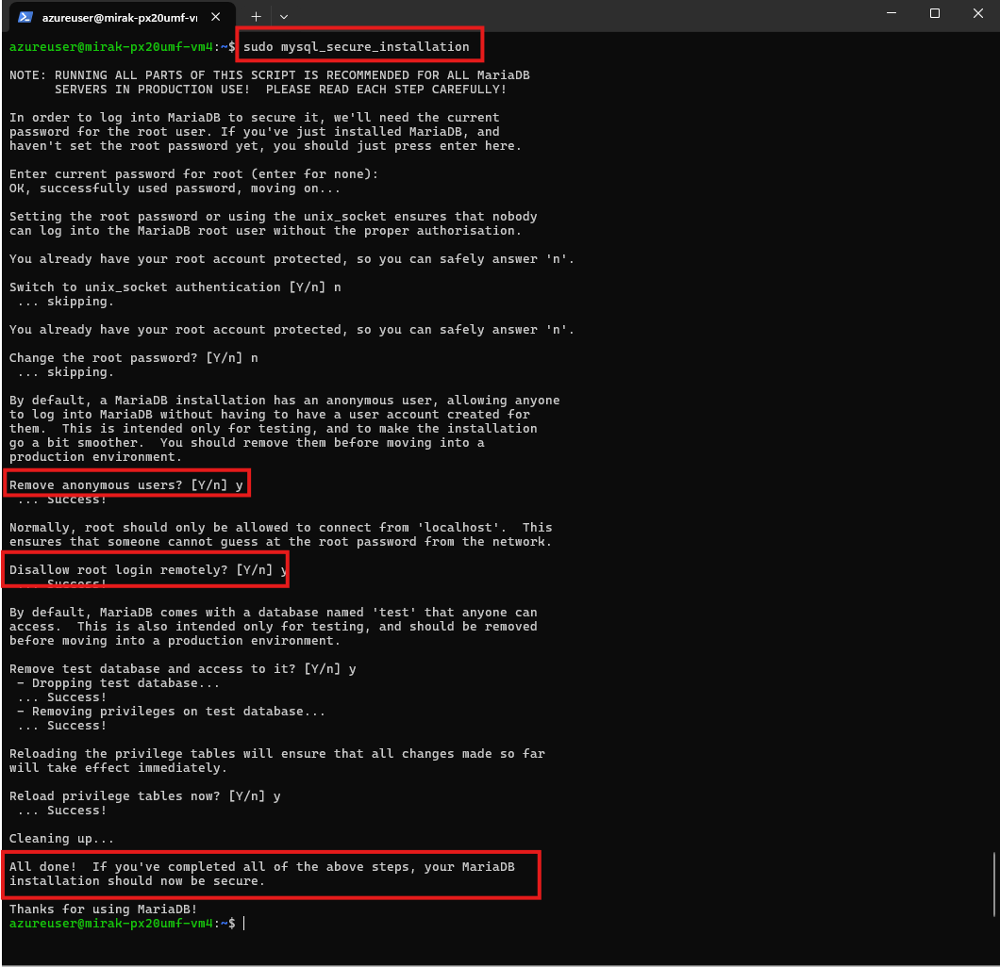 azureuser@mirak-px20umf-vm
azureuser@mirak-px20umf-vm4:~$ sudo mysql_secure_installation
NOTE: RUNNING ALL PARTS OF THIS SCRIPT IS RECOMMENDED FOR ALL MariaDB
SERVERS IN PRODUCTION USE!  PLEASE READ EACH STEP CAREFULLY!
In order to log into MariaDB to secure it, we'll need the current
password for the root user. If you've just installed MariaDB, and
haven't set the root password yet, you should just press enter here.
Enter current password for root (enter for none):
OK, successfully used password, moving on...
Setting the root password or using the unix_socket ensures that nobody
can log into the MariaDB root user without the proper authorisation.
You already have your root account protected, so you can safely answer 'n'.
Switch to unix_socket authentication [Y/n] n
... skipping.
You already have your root account protected, so you can safely answer 'n'.
Change the root password? [Y/n] n
... skipping.
By default, a MariaDB installation has an anonymous user, allowing anyone
to log into MariaDB without having to have a user account created for
them.  This is intended only for testing, and to make the installation
go a bit smoother.  You should remove them before moving into a
production environment.
Remove anonymous users? [Y/n] y
... Success!
Normally, root should only be allowed to connect from 'localhost'.  This
ensures that someone cannot guess at the root password from the network.
Disallow root login remotely? [Y/n] y
... Success!
By default, MariaDB comes with a database named 'test' that anyone can
access.  This is also intended only for testing, and should be removed
before moving into a production environment.
Remove test database and access to it? [Y/n] y
- Dropping test database...
... Success!
- Removing privileges on test database...
... Success!
Reloading the privilege tables will ensure that all changes made so far
will take effect immediately.
Reload privilege tables now? [Y/n] y
... Success!
Cleaning up...
All done!  If you've completed all of the above steps, your MariaDB
installation should now be secure.
Thanks for using MariaDB!
azureuser@mirak-px20umf-vm4:~$